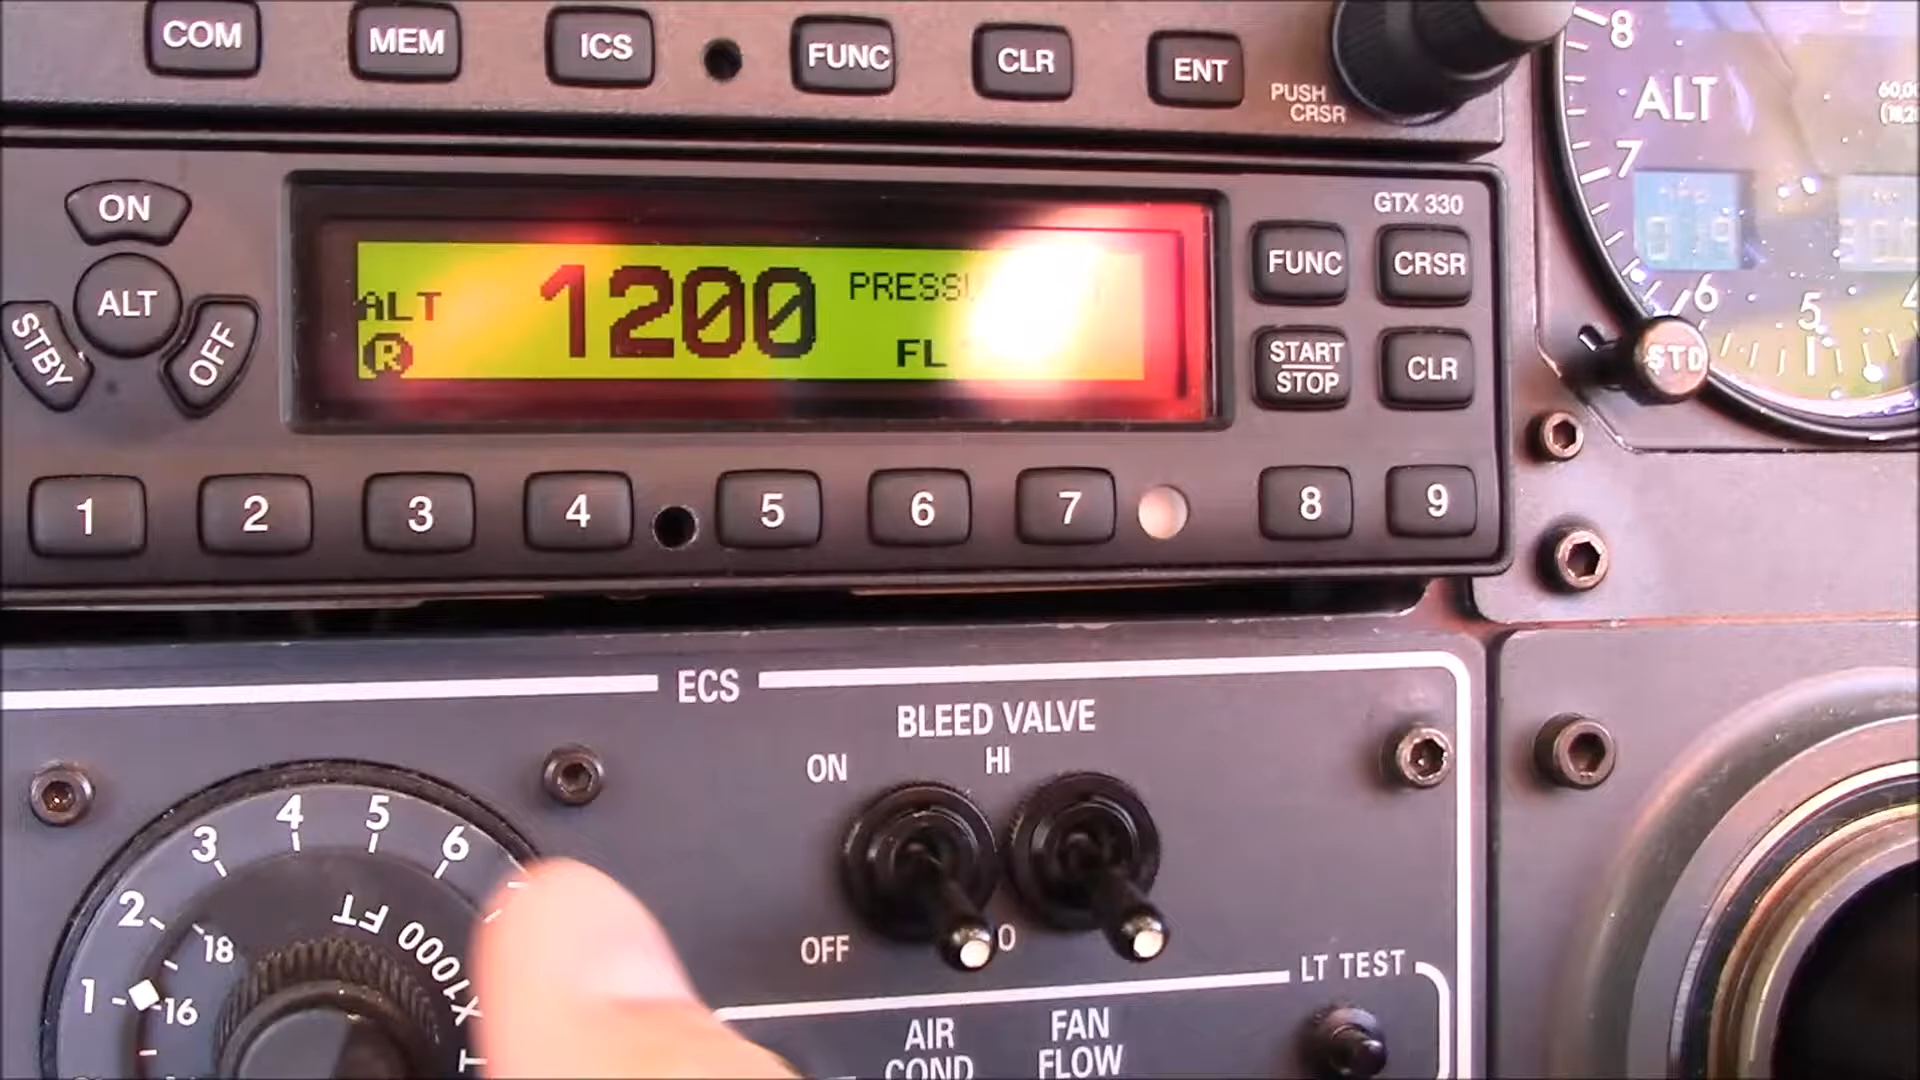 COM MEM ICS FUNC CLR ENT
PUSH
CRSR
8
ALT
7
6
5
STD
GTX 330
ON
ALT
STBY
OFF
ALT
R
1200
FL
FUNC CRSR
START
STOP
CLR
1 2 3 4 5 6 7 8 9
ECS
BLEED VALVE
ON
HI
OFF
LT TEST
AIR
COND
FAN
FLOW
1 2 3 4 5 6
16 18
X1000 FT